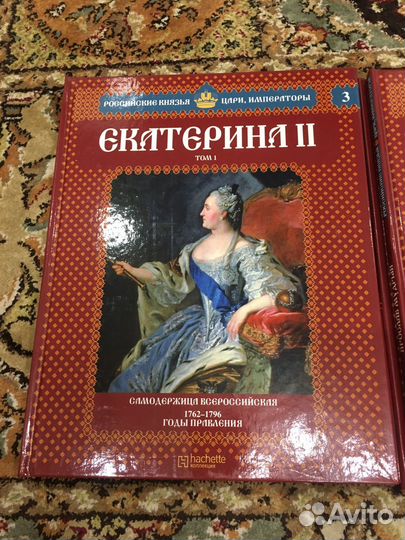 РОССИЙСКИЕ КНЯЗЬЯ ЦАРИ, ИМПЕРАТОРЫ 3
ЕКАТЕРИНА II
ТОМ 1
САМОДЕРЖИЦА ВСЕРОССИЙСКАЯ
1762–1796
ГОДЫ ПРАВЛЕНИЯ
hachette
КОЛЛЕКЦИЯ
Avito